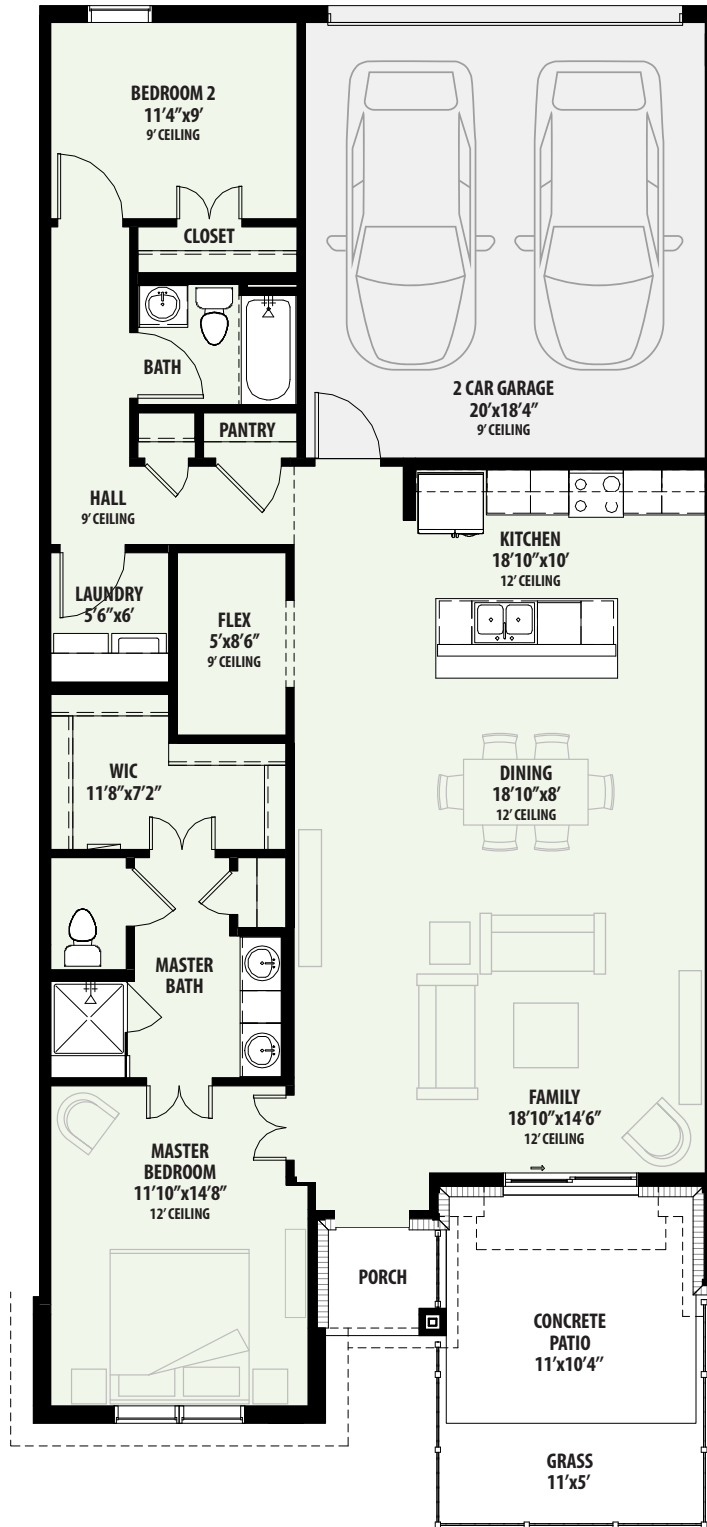 BEDROOM 2
11’4”x9’
9’ CEILING
CLOSET
BATH
PANTRY
2 CAR GARAGE
20’x18’4”
9’ CEILING
HALL
9’ CEILING
KITCHEN
18’10”x10’
12’ CEILING
LAUNDRY
5’6”x6’
FLEX
5’x8’6”
9’ CEILING
WIC
11’8”x7’2”
DINING
18’10”x8’
12’ CEILING
MASTER
BATH
FAMILY
18’10”x14’6”
12’ CEILING
MASTER
BEDROOM
11’10”x14’8”
12’ CEILING
PORCH
CONCRETE
PATIO
11’x10’4”
GRASS
11’x5’